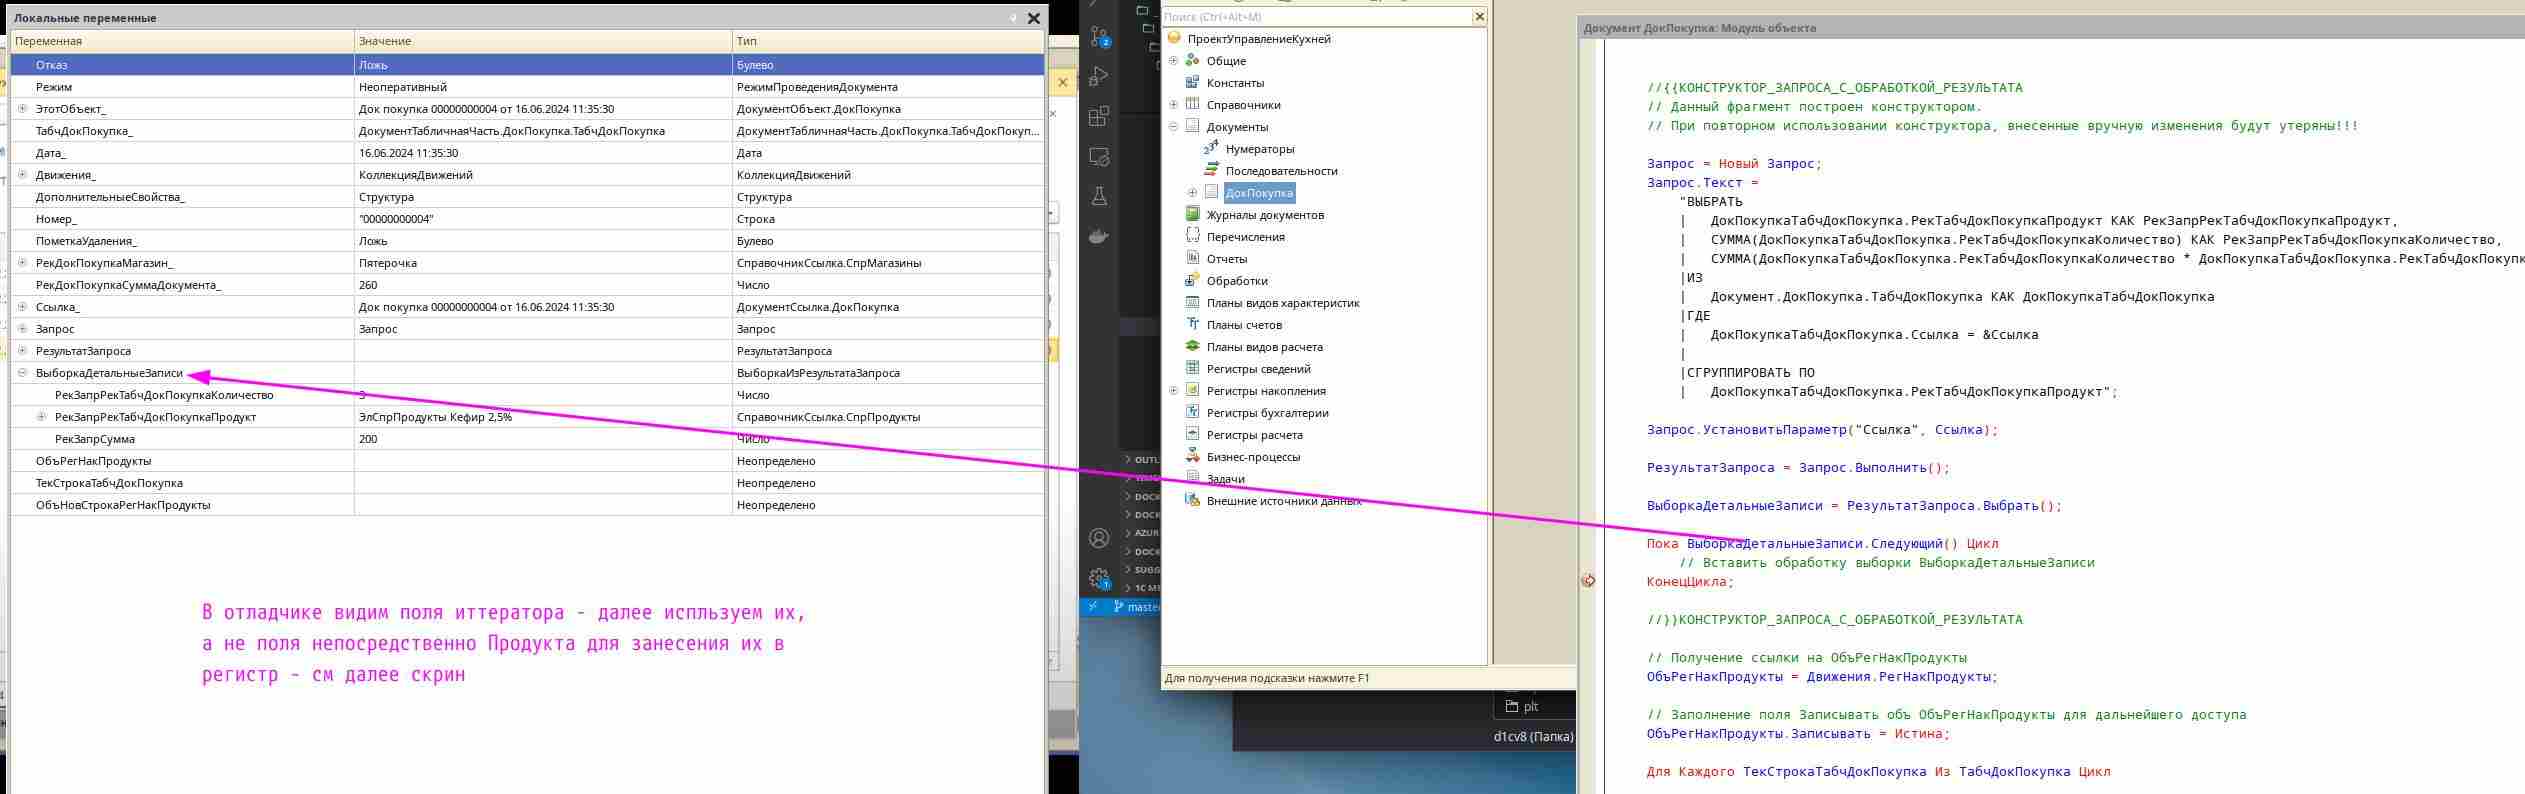 Локальные переменные
Переменная Значение Тип
Отказ Ложь Булево
Режим Неоперативный РежимПроведенияДокумента
ЭтотОбъект_ Док покупка 00000000004 от 16.06.2024 11:35:30 ДокументОбъект.ДокПокупка
ТабчДокПокупка_ ДокументТабличнаяЧасть.ДокПокупка.ТабчДокПокупка ДокументТабличнаяЧасть.ДокПокупка.ТабчДокПокуп...
Дата_ 16.06.2024 11:35:30 Дата
Движения_ КоллекцияДвижений КоллекцияДвижений
ДополнительныеСвойства_ Структура Структура
Номер_ "00000000004" Строка
ПометкаУдаления_ Ложь Булево
РекДокПокупкаМагазин_ Пятерочка СправочникСсылка.СпрМагазины
РекДокПокупкаСуммаДокумента_ 260 Число
Ссылка_ Док покупка 00000000004 от 16.06.2024 11:35:30 ДокументСсылка.ДокПокупка
Запрос Запрос Запрос
РезультатЗапроса РезультатЗапроса
ВыборкаДетальныеЗаписи ВыборкаИзРезультатаЗапроса
РекЗапрРекТабчДокПокупкаКоличество 3 Число
РекЗапрРекТабчДокПокупкаПродукт ЭлСпрПродукты Кефир 2,5% СправочникСсылка.СпрПродукты
РекЗапрСумма 200 Число
ОбъРегНакПродукты Неопределено
ТекСтрокаТабчДокПокупка Неопределено
ОбъНовСтрокаРегНакПродукты Неопределено
В отладчике видим поля иттератора - далее испльзуем их,
а не поля непосредственно Продукта для занесения их в
регистр - см далее скрин
2
OUTL
DOCK
DOCK
AZUR
DOCK
SUGG
1C ME
1
master
Поиск (Ctrl+Alt+M)
ПроектУправлениеКухней
Общие
Константы
Справочники
Документы
Нумераторы
Последовательности
ДокПокупка
Журналы документов
Перечисления
Отчеты
Обработки
Планы видов характеристик
Планы счетов
Планы видов расчета
Регистры сведений
Регистры накопления
Регистры бухгалтерии
Регистры расчета
Бизнес-процессы
Задачи
Внешние источники данных
Для получения подсказки нажмите F1
plt
d1cv8 (Папка)
Документ ДокПокупка: Модуль объекта
//{{КОНСТРУКТОР_ЗАПРОСА_С_ОБРАБОТКОЙ_РЕЗУЛЬТАТА
// Данный фрагмент построен конструктором.
// При повторном использовании конструктора, внесенные вручную изменения будут утеряны!!!
Запрос = Новый Запрос;
Запрос.Текст =
"ВЫБРАТЬ
| ДокПокупкаТабчДокПокупка.РекТабчДокПокупкаПродукт КАК РекЗапрРекТабчДокПокупкаПродукт,
| СУММА(ДокПокупкаТабчДокПокупка.РекТабчДокПокупкаКоличество) КАК РекЗапрРекТабчДокПокупкаКоличество,
| СУММА(ДокПокупкаТабчДокПокупка.РекТабчДокПокупкаКоличество * ДокПокупкаТабчДокПокупка.РекТабчДокПокупк
|ИЗ
| Документ.ДокПокупка.ТабчДокПокупка КАК ДокПокупкаТабчДокПокупка
|ГДЕ
| ДокПокупкаТабчДокПокупка.Ссылка = &Ссылка
|
|СГРУППИРОВАТЬ ПО
| ДокПокупкаТабчДокПокупка.РекТабчДокПокупкаПродукт";
Запрос.УстановитьПараметр("Ссылка", Ссылка);
РезультатЗапроса = Запрос.Выполнить();
ВыборкаДетальныеЗаписи = РезультатЗапроса.Выбрать();
Пока ВыборкаДетальныеЗаписи.Следующий() Цикл
// Вставить обработку выборки ВыборкаДетальныеЗаписи
КонецЦикла;
//}}КОНСТРУКТОР_ЗАПРОСА_С_ОБРАБОТКОЙ_РЕЗУЛЬТАТА
// Получение ссылки на ОбъРегНакПродукты
ОбъРегНакПродукты = Движения.РегНакПродукты;
// Заполнение поля Записывать объ ОбъРегНакПродукты для дальнейшего доступа
ОбъРегНакПродукты.Записывать = Истина;
Для Каждого ТекСтрокаТабчДокПокупка Из ТабчДокПокупка Цикл